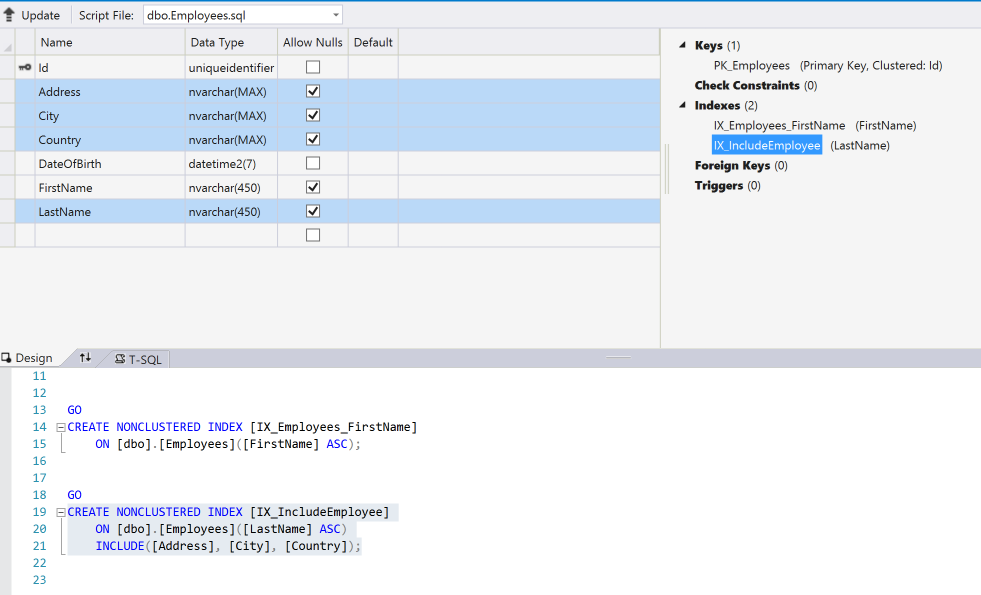 Update Script File: dbo.Employees.sql
Name Data Type Allow Nulls Default
Id uniqueidentifier
Address nvarchar(MAX)
City nvarchar(MAX)
Country nvarchar(MAX)
DateOfBirth datetime2(7)
FirstName nvarchar(450)
LastName nvarchar(450)
Keys (1)
PK_Employees (Primary Key, Clustered: Id)
Check Constraints (0)
Indexes (2)
IX_Employees_FirstName (FirstName)
IX_IncludeEmployee (LastName)
Foreign Keys (0)
Triggers (0)
Design T-SQL
11
12
13 GO
14 CREATE NONCLUSTERED INDEX [IX_Employees_FirstName]
15 ON [dbo].[Employees]([FirstName] ASC);
16
17
18 GO
19 CREATE NONCLUSTERED INDEX [IX_IncludeEmployee]
20 ON [dbo].[Employees]([LastName] ASC)
21 INCLUDE([Address], [City], [Country]);
22
23